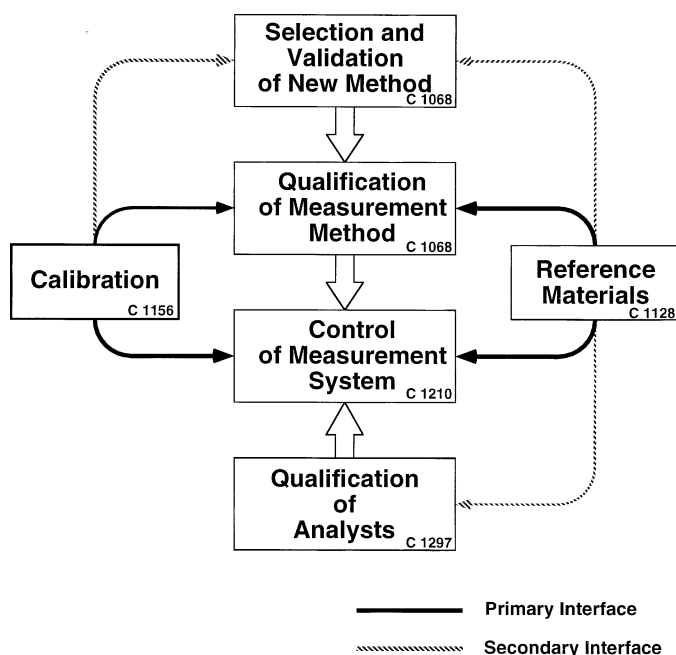 Selection and
Validation
of New Method
C 1068
Qualification
of Measurement
Method
C 1068
Calibration
C 1156
Reference
Materials
C 1128
Control
of Measurement
System
C 1210
Qualification
of
Analysts
C 1297
Primary Interface
Secondary Interface